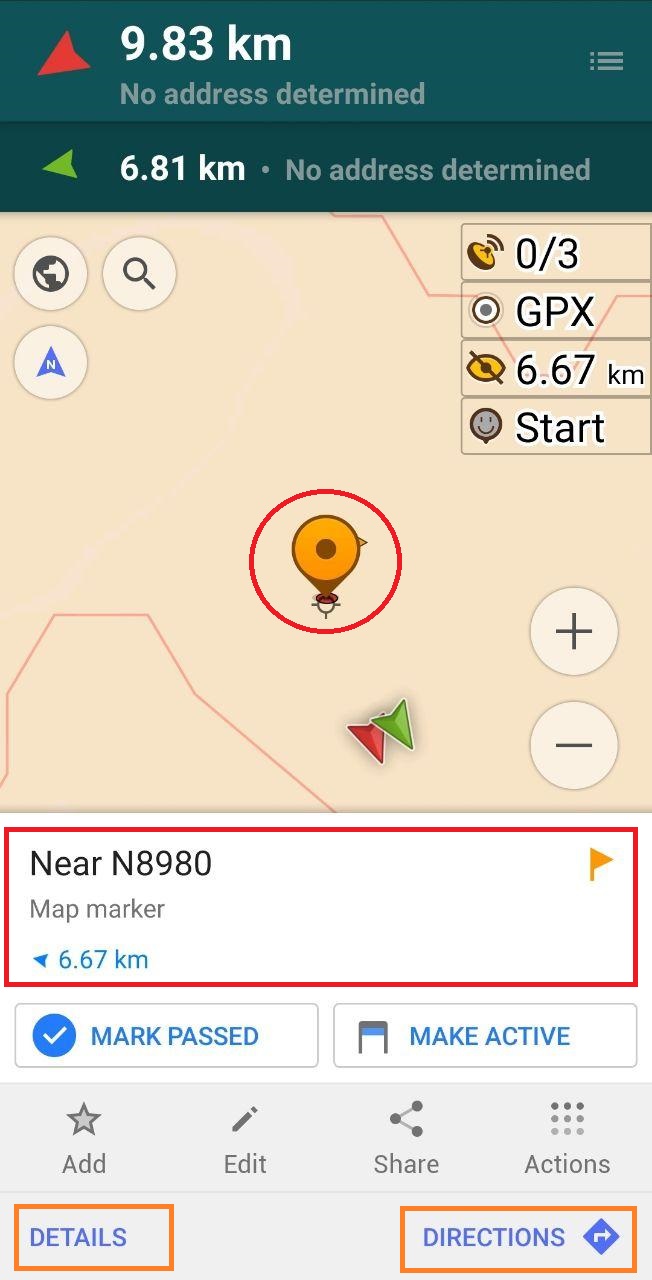 9.83 km
No address determined
6.81 km • No address determined
0/3
GPX
6.67 km
Start
N
Near N8980
Map marker
6.67 km
MARK PASSED
MAKE ACTIVE
Add
Edit
Share
Actions
DETAILS
DIRECTIONS